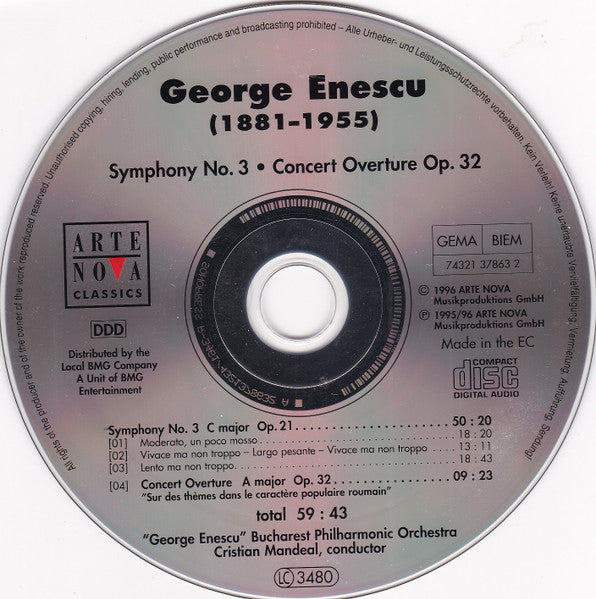 All rights of the producer and of the owner of the work reproduced reserved. Unauthorised copying, hiring, lending, public performance and broadcasting prohibited – Alle Urheber- und Leistungsschutzrechte vorbehalten. Kein Verleih! Keine unerlaubte Vervielfältigung, Vermietung, Aufführung, Sendung!
George Enescu
(1881–1955)
Symphony No. 3 • Concert Overture Op. 32
ARTE
NOVA
CLASSICS
DDD
Distributed by the
Local BMG Company
A Unit of BMG
Entertainment
GEMA BIEM
74321 37863 2
© 1996 ARTE NOVA
Musikproduktions GmbH
℗ 1995/96 ARTE NOVA
Musikproduktions GmbH
Made in the EC
COMPACT
disc
DIGITAL AUDIO
Symphony No. 3 C major Op. 21 50 : 20
[01] Moderato, un poco mosso 18 : 20
[02] Vivace ma non troppo – Largo pesante – Vivace ma non troppo 13 : 11
[03] Lento ma non troppo 18 : 43
[04] Concert Overture A major Op. 32 09 : 23
"Sur des thèmes dans le caractère populaire roumain"
total 59 : 43
"George Enescu" Bucharest Philharmonic Orchestra
Cristian Mandeal, conductor
LC 3480